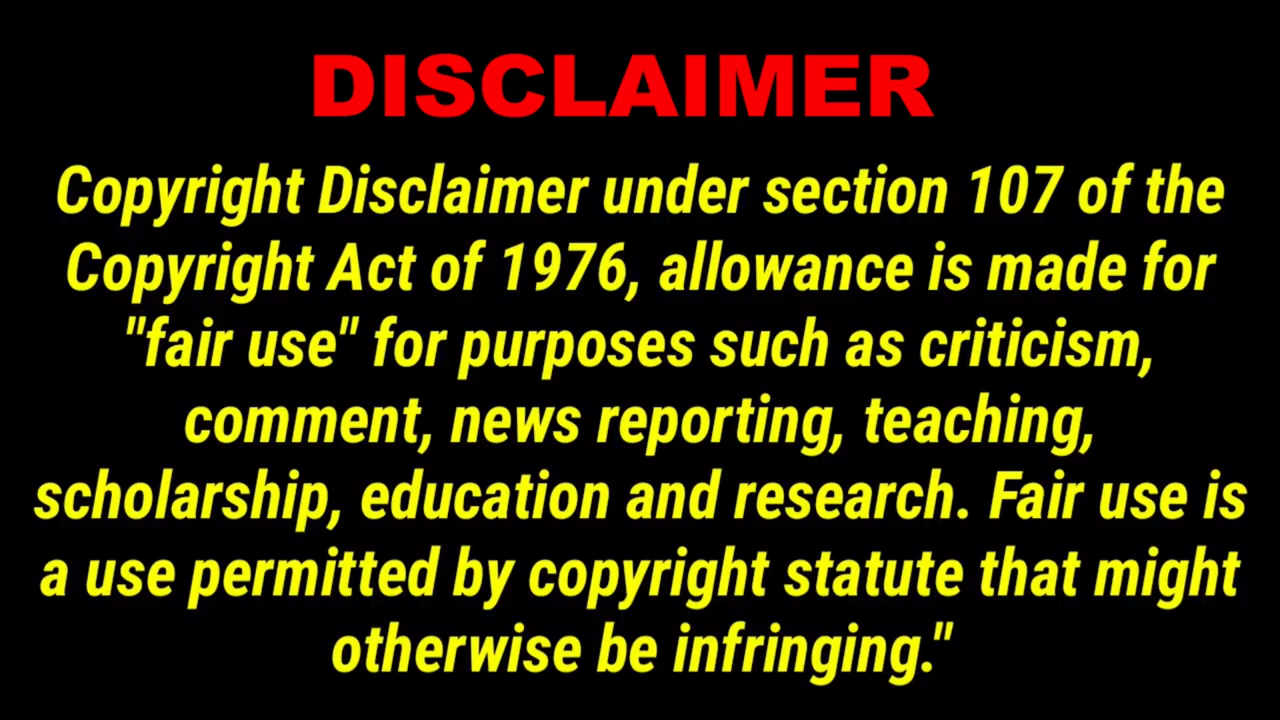 DISCLAIMER
Copyright Disclaimer under section 107 of the
Copyright Act of 1976, allowance is made for
"fair use" for purposes such as criticism,
comment, news reporting, teaching,
scholarship, education and research. Fair use is
a use permitted by copyright statute that might
otherwise be infringing."